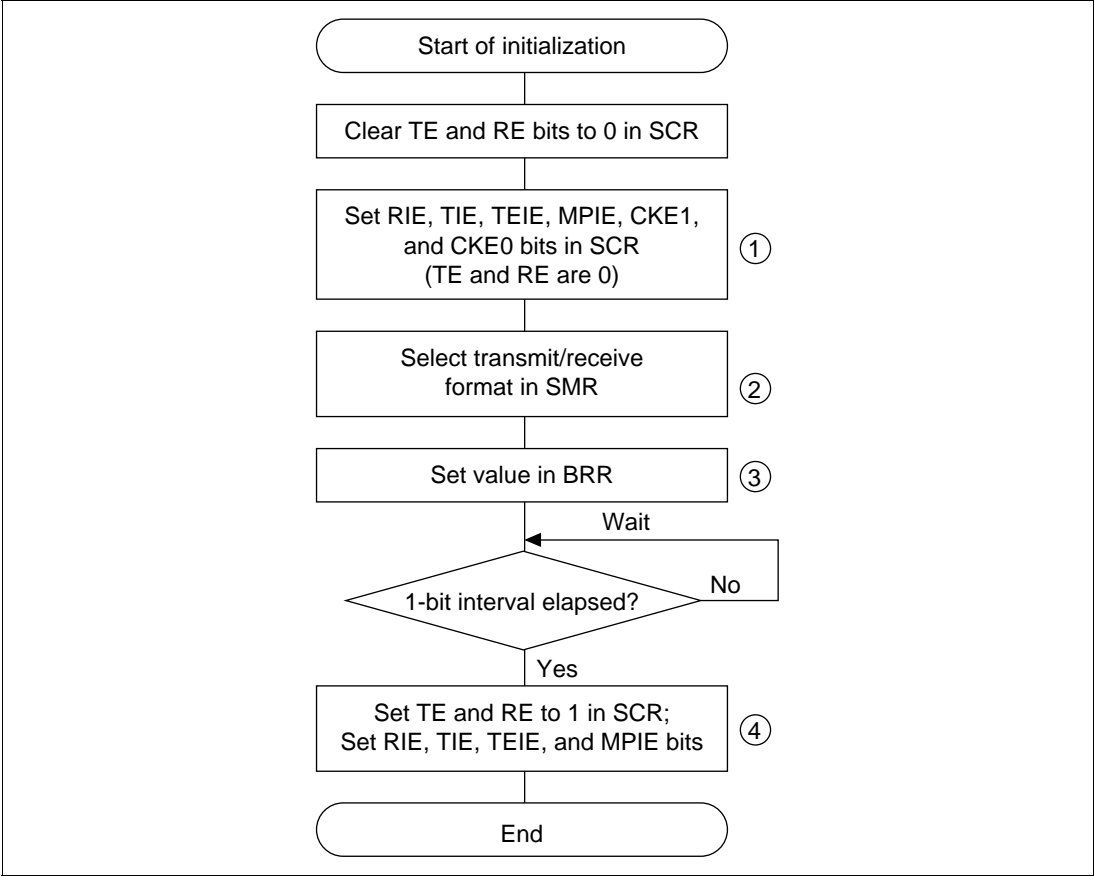 Start of initialization
Clear TE and RE bits to 0 in SCR
Set RIE, TIE, TEIE, MPIE, CKE1,
and CKE0 bits in SCR
(TE and RE are 0)
1
Select transmit/receive
format in SMR
2
Set value in BRR
3
Wait
1-bit interval elapsed?
No
Yes
Set TE and RE to 1 in SCR;
Set RIE, TIE, TEIE, and MPIE bits
4
End